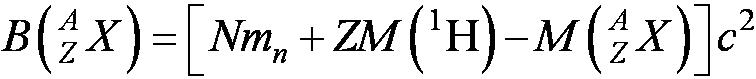 B(^A_Z X) = [Nm_n + ZM(^1H) − M(^A_Z X)]c^2